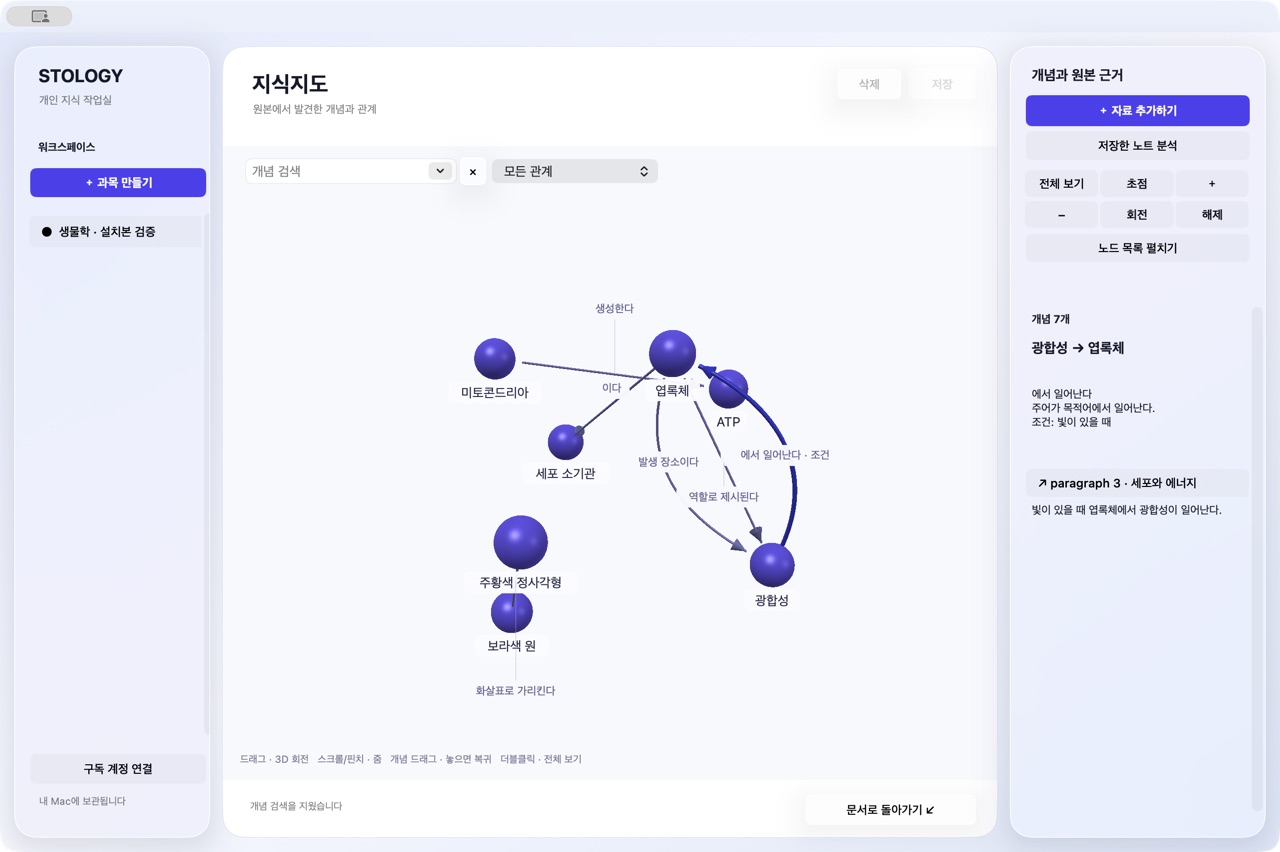 STOLOGY
개인 지식 작업실
워크스페이스
+ 과목 만들기
생물학 · 설치본 검증
구독 계정 연결
내 Mac에 보관됩니다
지식지도
원본에서 발견한 개념과 관계
삭제
저장
개념 검색
×
모든 관계
생성한다
미토콘드리아
이다
엽록체
ATP
세포 소기관
발생 장소이다
에서 일어난다 · 조건
역할로 제시된다
주황색 정사각형
광합성
보라색 원
화살표로 가리킨다
드래그 · 3D 회전 스크롤/핀치 · 줌 개념 드래그 · 놓으면 복귀 더블클릭 · 전체 보기
개념 검색을 지웠습니다
문서로 돌아가기 ↙
개념과 원본 근거
+ 자료 추가하기
저장한 노트 분석
전체 보기
초점
+
–
회전
해제
노드 목록 펼치기
개념 7개
광합성 → 엽록체
에서 일어난다
주어가 목적어에서 일어난다.
조건: 빛이 있을 때
↗ paragraph 3 · 세포와 에너지
빛이 있을 때 엽록체에서 광합성이 일어난다.